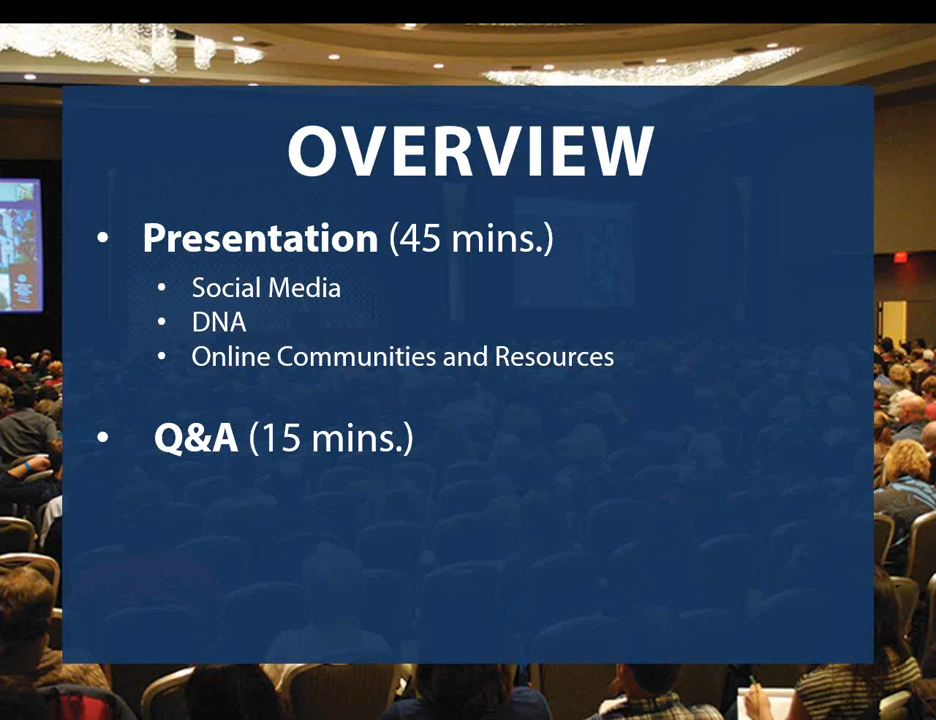 OVERVIEW
• Presentation (45 mins.)
• Social Media
• DNA
• Online Communities and Resources
• Q&A (15 mins.)